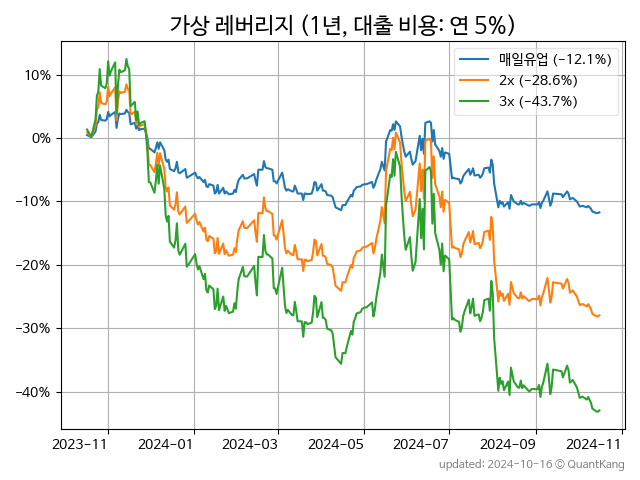 가상 레버리지 (1년, 대출 비용: 연 5%)
매일유업 (−12.1%)
2x (−28.6%)
3x (−43.7%)
10%
0%
−10%
−20%
−30%
−40%
2023-11 2024-01 2024-03 2024-05 2024-07 2024-09 2024-11
updated: 2024-10-16 © QuantKang